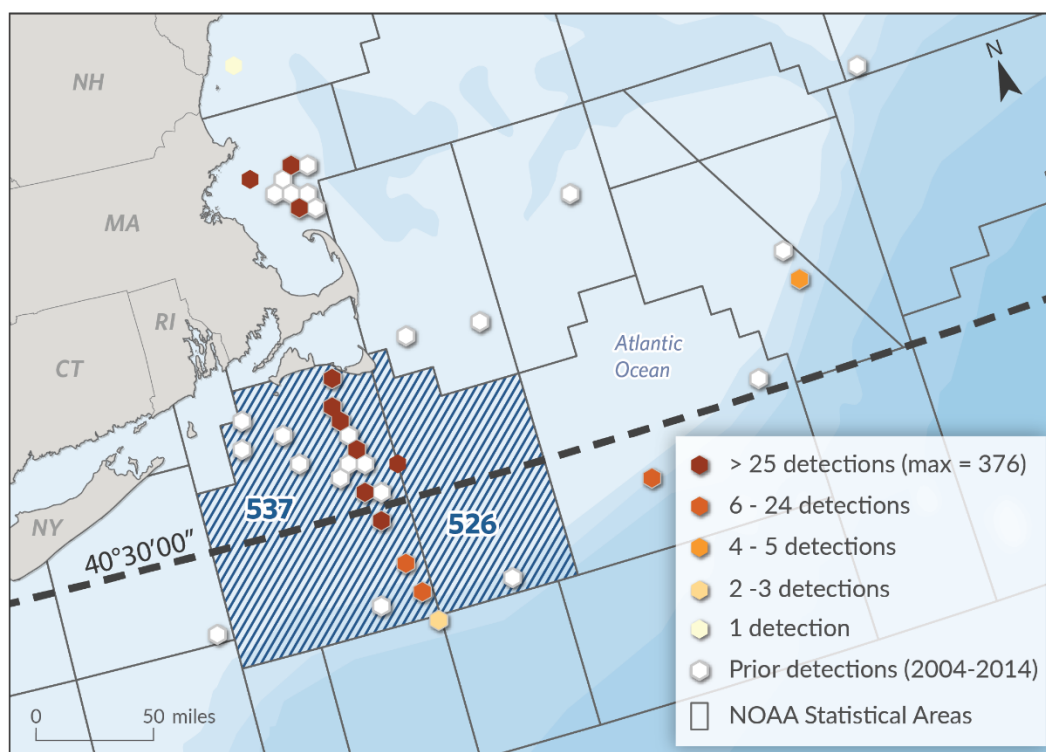 N
NH
MA
RI
CT
NY
Atlantic
Ocean
537
526
40°30’00”
0 50 miles
> 25 detections (max = 376)
6 - 24 detections
4 - 5 detections
2 -3 detections
1 detection
Prior detections (2004-2014)
NOAA Statistical Areas